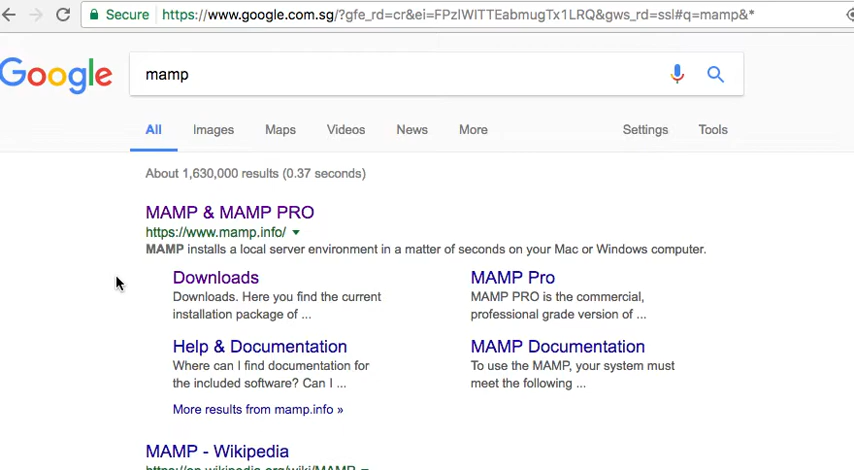 Secure https://www.google.com.sg/?gfe_rd=cr&ei=FPzIWITTEabmugTx1LRQ&gws_rd=ssl#q=mamp&*
Google
mamp
All Images Maps Videos News More Settings Tools
About 1,630,000 results (0.37 seconds)
MAMP & MAMP PRO
https://www.mamp.info/
MAMP installs a local server environment in a matter of seconds on your Mac or Windows computer.
Downloads
Downloads. Here you find the current
installation package of ...
MAMP Pro
MAMP PRO is the commercial,
professional grade version of ...
Help & Documentation
Where can I find documentation for
the included software? Can I ...
MAMP Documentation
To use the MAMP, your system must
meet the following ...
More results from mamp.info »
MAMP - Wikipedia
https://en.wikipedia.org/wiki/MAMP